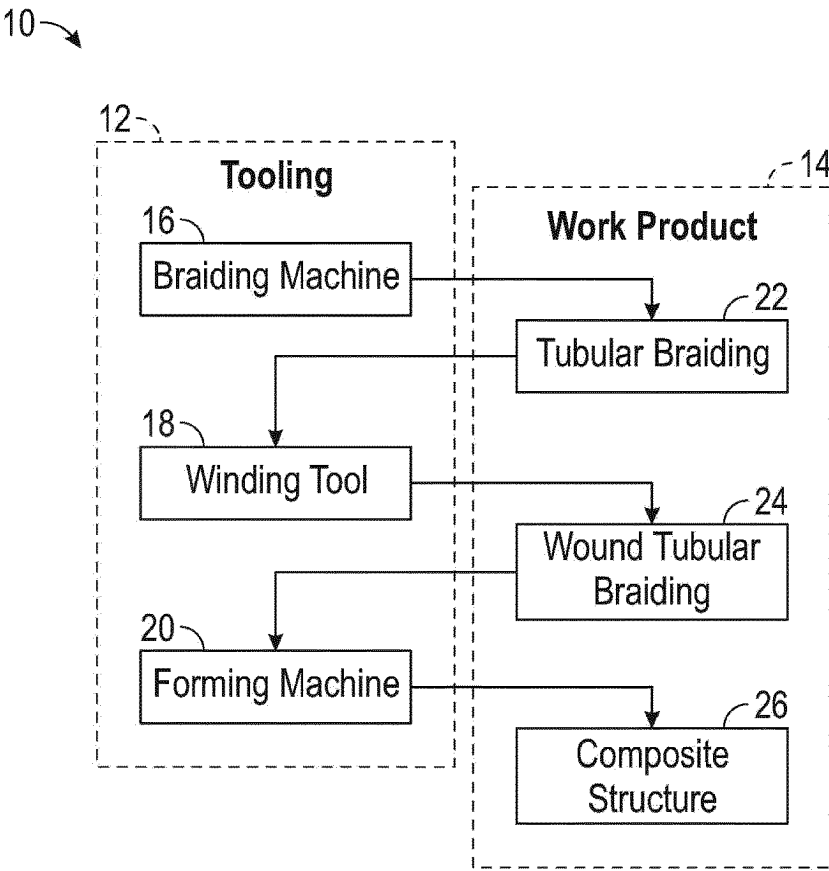 10
12
Tooling
14
Work Product
16
Braiding Machine
22
Tubular Braiding
18
Winding Tool
24
Wound Tubular
Braiding
20
Forming Machine
26
Composite
Structure